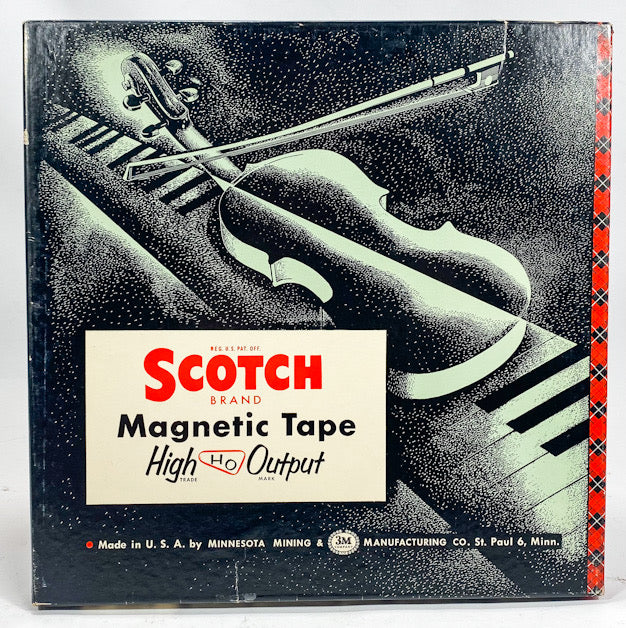 REG. U.S. PAT. OFF.
SCOTCH
BRAND
Magnetic Tape
High HO Output
TRADE MARK
Made in U. S. A. by MINNESOTA MINING & 3M COMPANY MANUFACTURING CO. St. Paul 6, Minn.